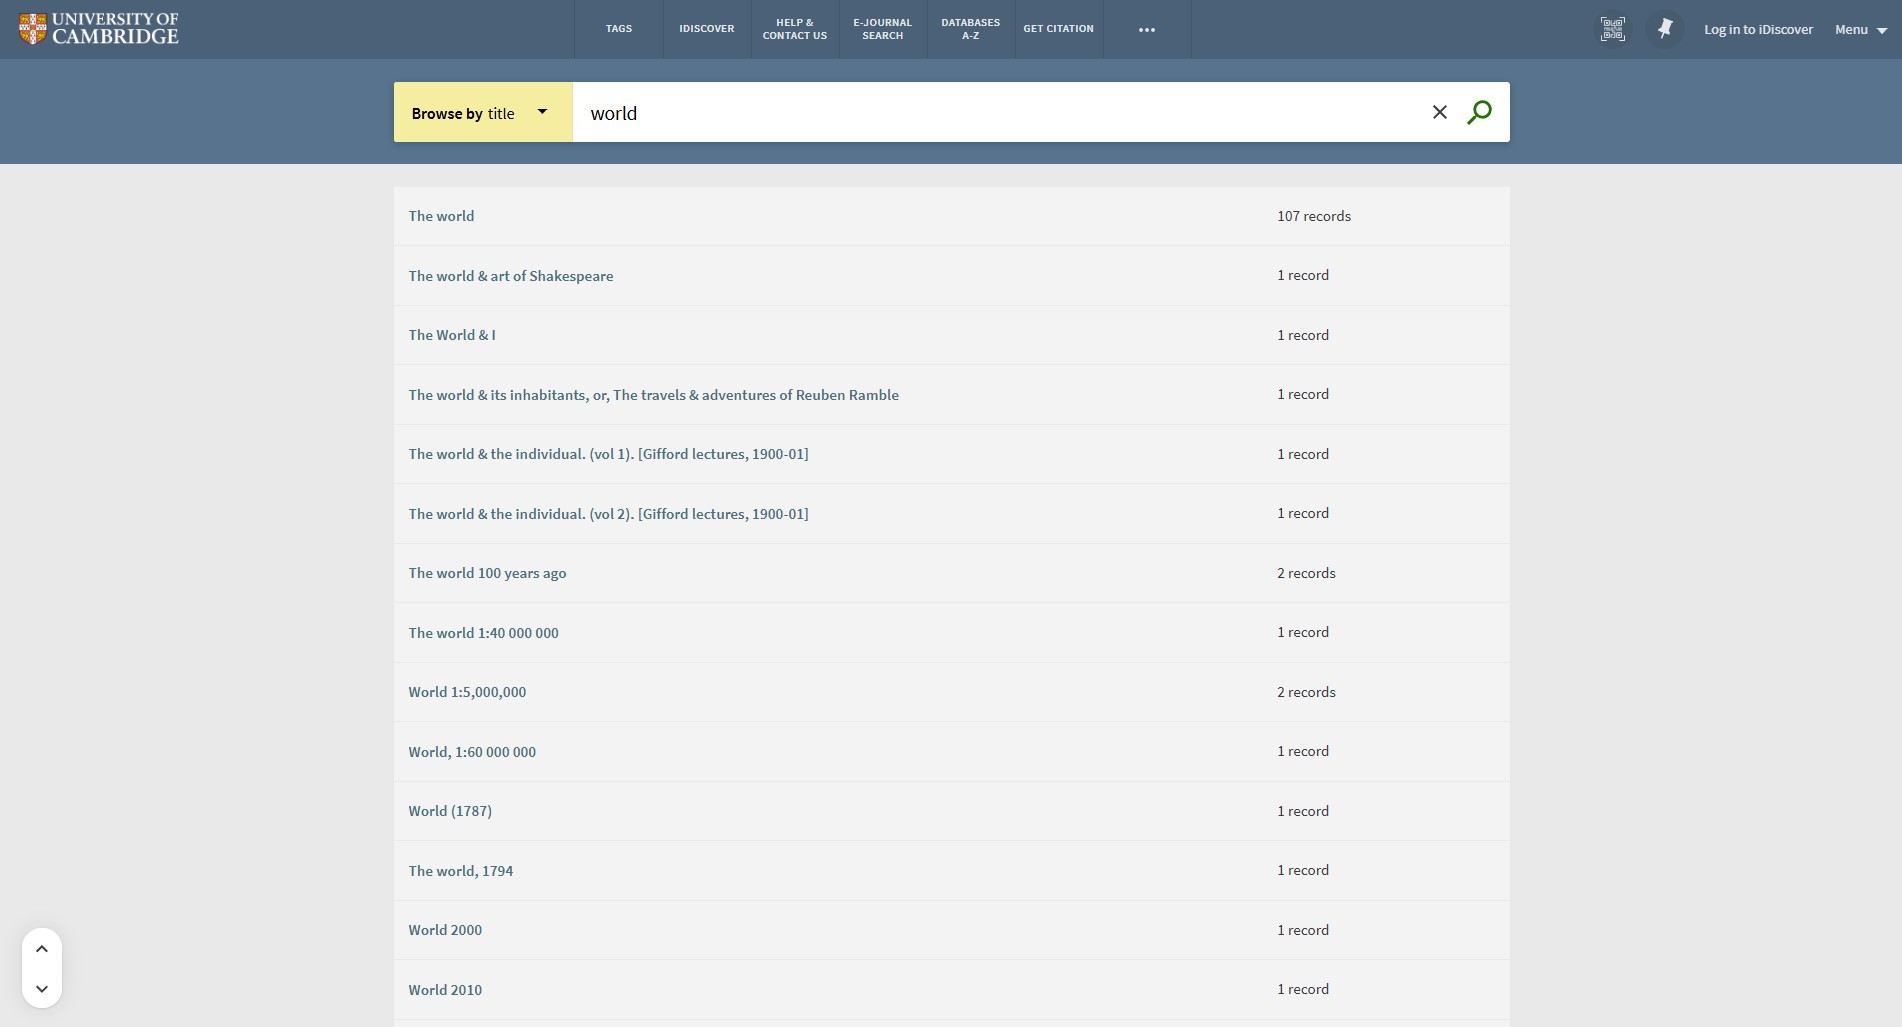 UNIVERSITY OF
CAMBRIDGE
TAGS
IDISCOVER
HELP &
CONTACT US
E-JOURNAL
SEARCH
DATABASES
A-Z
GET CITATION
Log in to iDiscover
Menu
Browse by title
world
The world 107 records
The world & art of Shakespeare 1 record
The World & I 1 record
The world & its inhabitants, or, The travels & adventures of Reuben Ramble 1 record
The world & the individual. (vol 1). [Gifford lectures, 1900-01] 1 record
The world & the individual. (vol 2). [Gifford lectures, 1900-01] 1 record
The world 100 years ago 2 records
The world 1:40 000 000 1 record
World 1:5,000,000 2 records
World, 1:60 000 000 1 record
World (1787) 1 record
The world, 1794 1 record
World 2000 1 record
World 2010 1 record